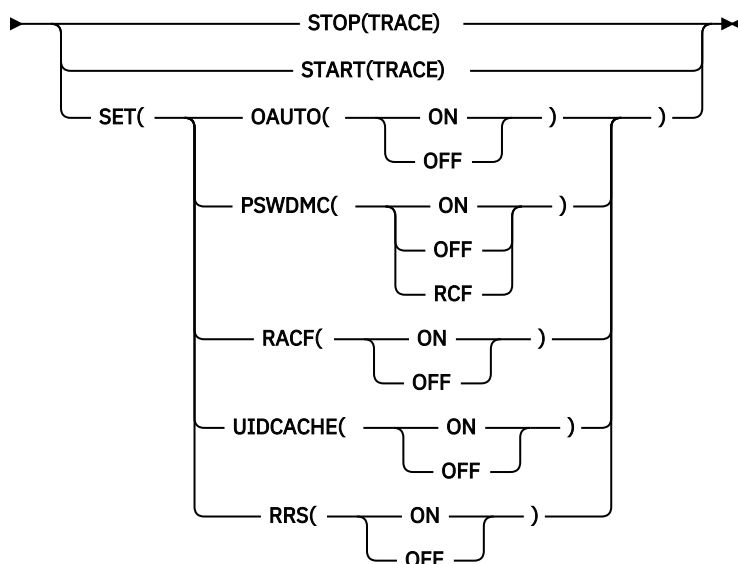 STOP(TRACE)
START(TRACE)
SET( OAUTO( ON ) )
OFF
PSWDMC( ON )
OFF
RCF
RACF( ON )
OFF
UIDCACHE( ON )
OFF
RRS( ON )
OFF